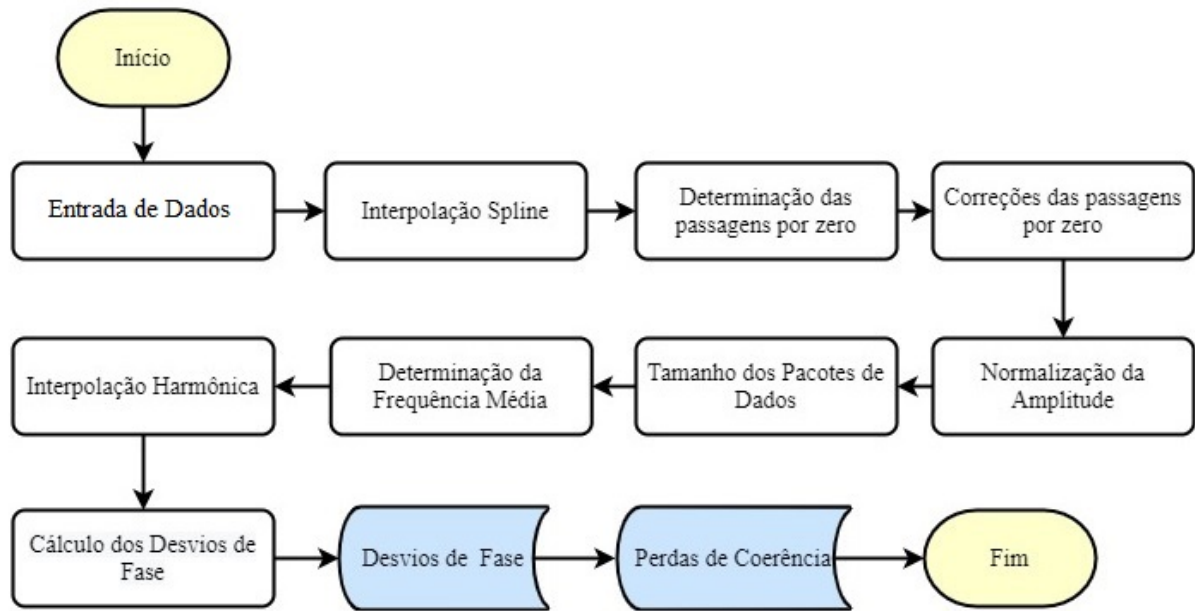 Início
Entrada de Dados
Interpolação Spline
Determinação das
passagens por zero
Correções das passagens
por zero
Normalização da
Amplitude
Tamanho dos Pacotes de
Dados
Determinação da
Frequência Média
Interpolação Harmônica
Cálculo dos Desvios de
Fase
Desvios de Fase
Perdas de Coerência
Fim